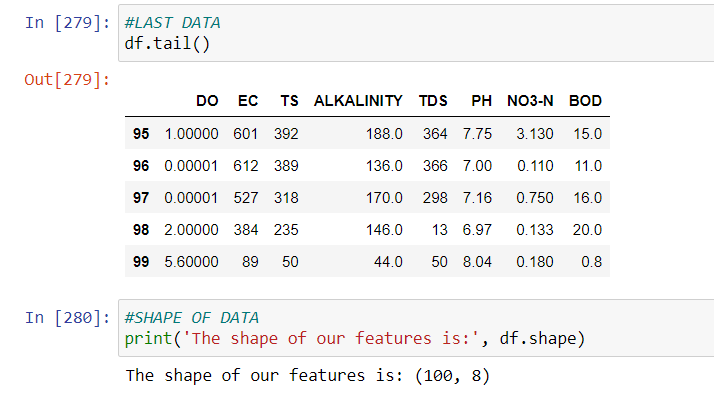 In [279]: #LAST DATA
df.tail()
Out[279]:
DO EC TS ALKALINITY TDS PH NO3-N BOD
95 1.00000 601 392 188.0 364 7.75 3.130 15.0
96 0.00001 612 389 136.0 366 7.00 0.110 11.0
97 0.00001 527 318 170.0 298 7.16 0.750 16.0
98 2.00000 384 235 146.0 13 6.97 0.133 20.0
99 5.60000 89 50 44.0 50 8.04 0.180 0.8
In [280]: #SHAPE OF DATA
print('The shape of our features is:', df.shape)
The shape of our features is: (100, 8)